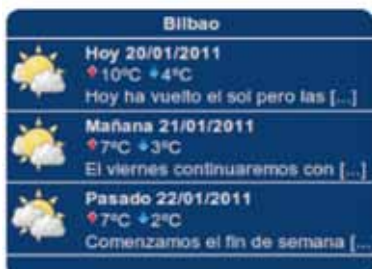 Bilbao
Hoy 20/01/2011
10ºC 4ºC
Hoy ha vuelto el sol pero las [...]
Mañana 21/01/2011
7ºC 3ºC
El viernes continuaremos con [...]
Pasado 22/01/2011
7ºC 2ºC
Comenzamos el fin de semana [...